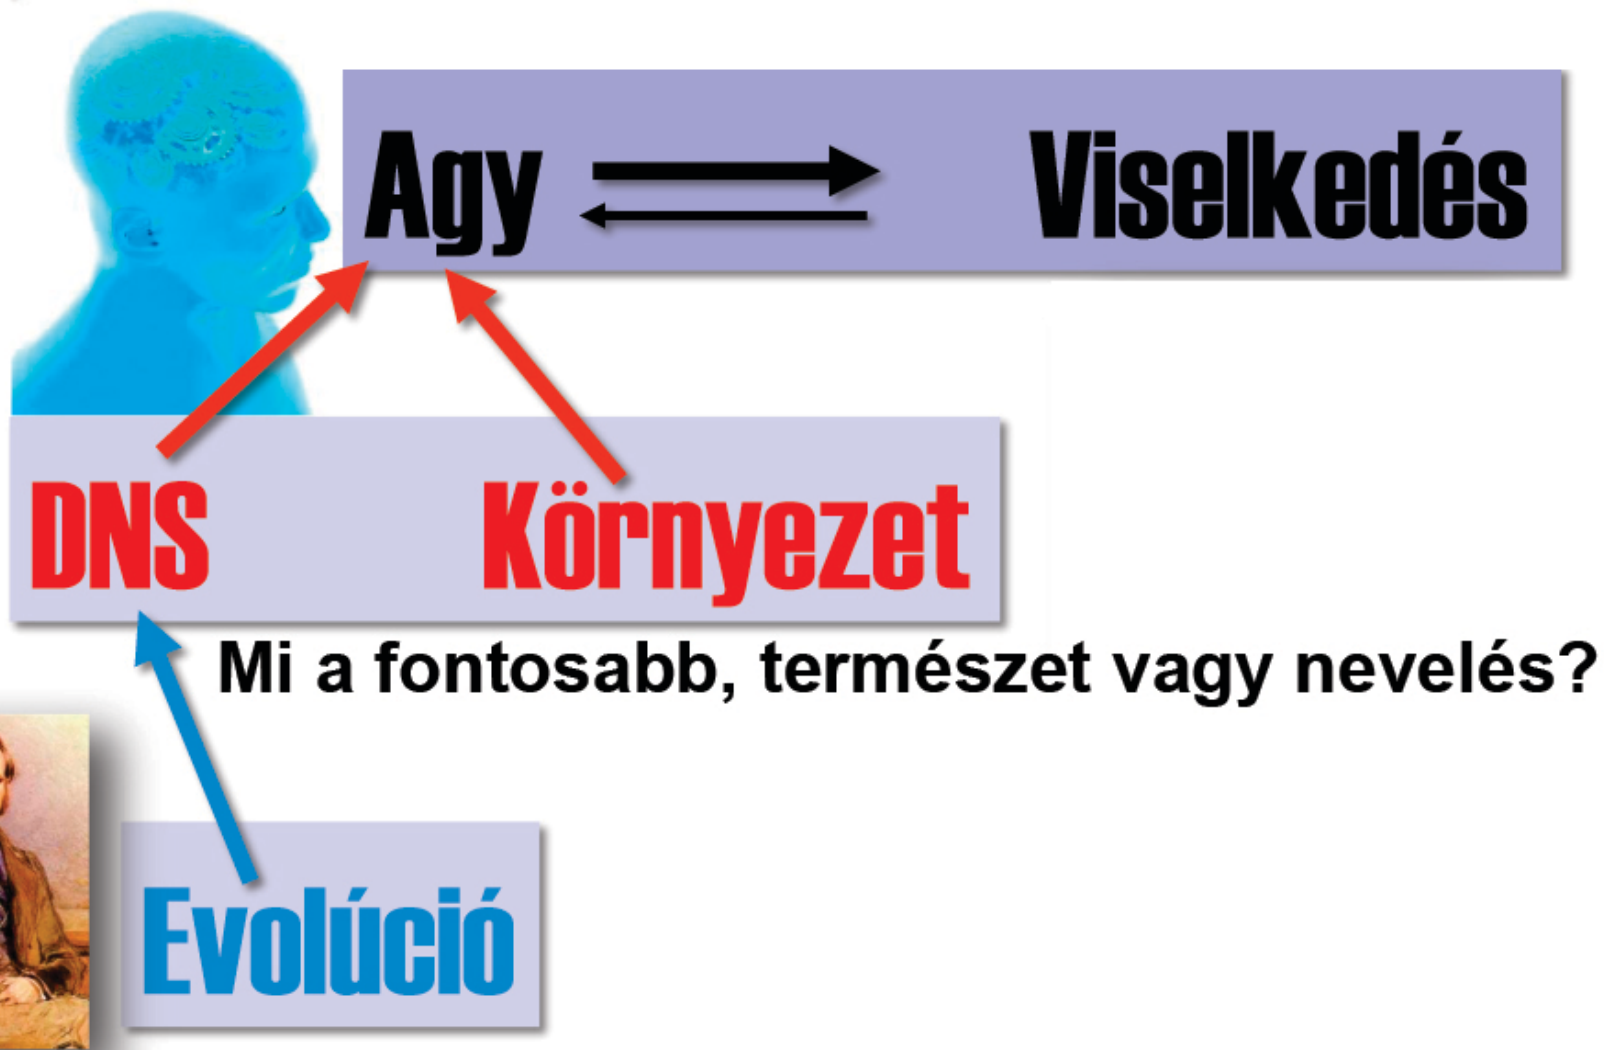 Agy Viselkedés
DNS Környezet
Mi a fontosabb, természet vagy nevelés?
Evolúció